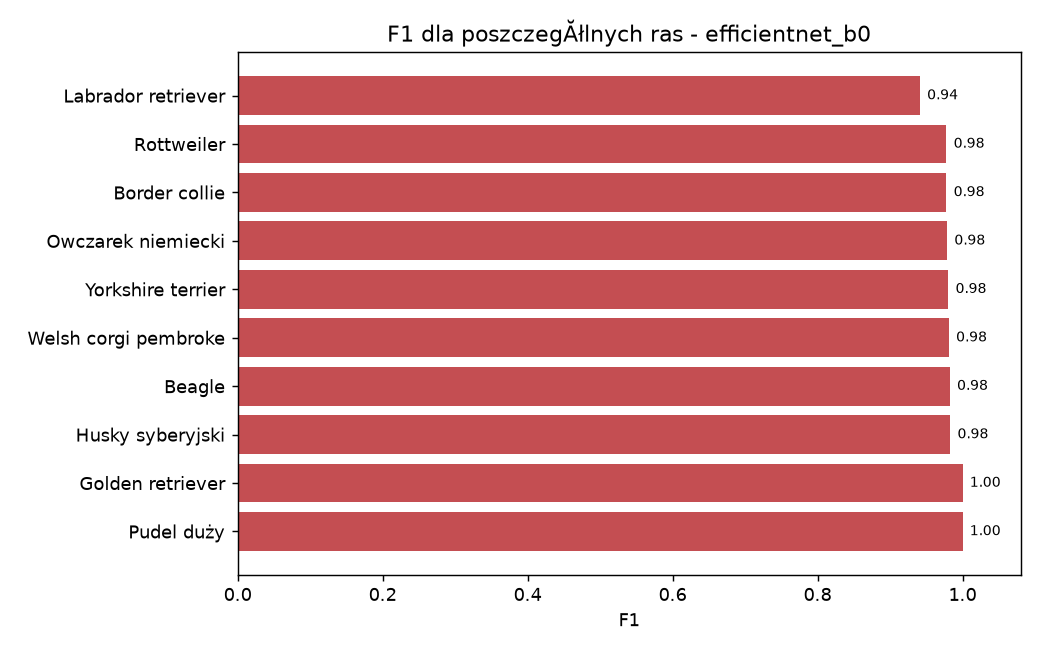 F1 dla poszczegĂłlnych ras - efficientnet_b0
Labrador retriever 0.94
Rottweiler 0.98
Border collie 0.98
Owczarek niemiecki 0.98
Yorkshire terrier 0.98
Welsh corgi pembroke 0.98
Beagle 0.98
Husky syberyjski 0.98
Golden retriever 1.00
Pudel duży 1.00
0.0 0.2 0.4 0.6 0.8 1.0
F1